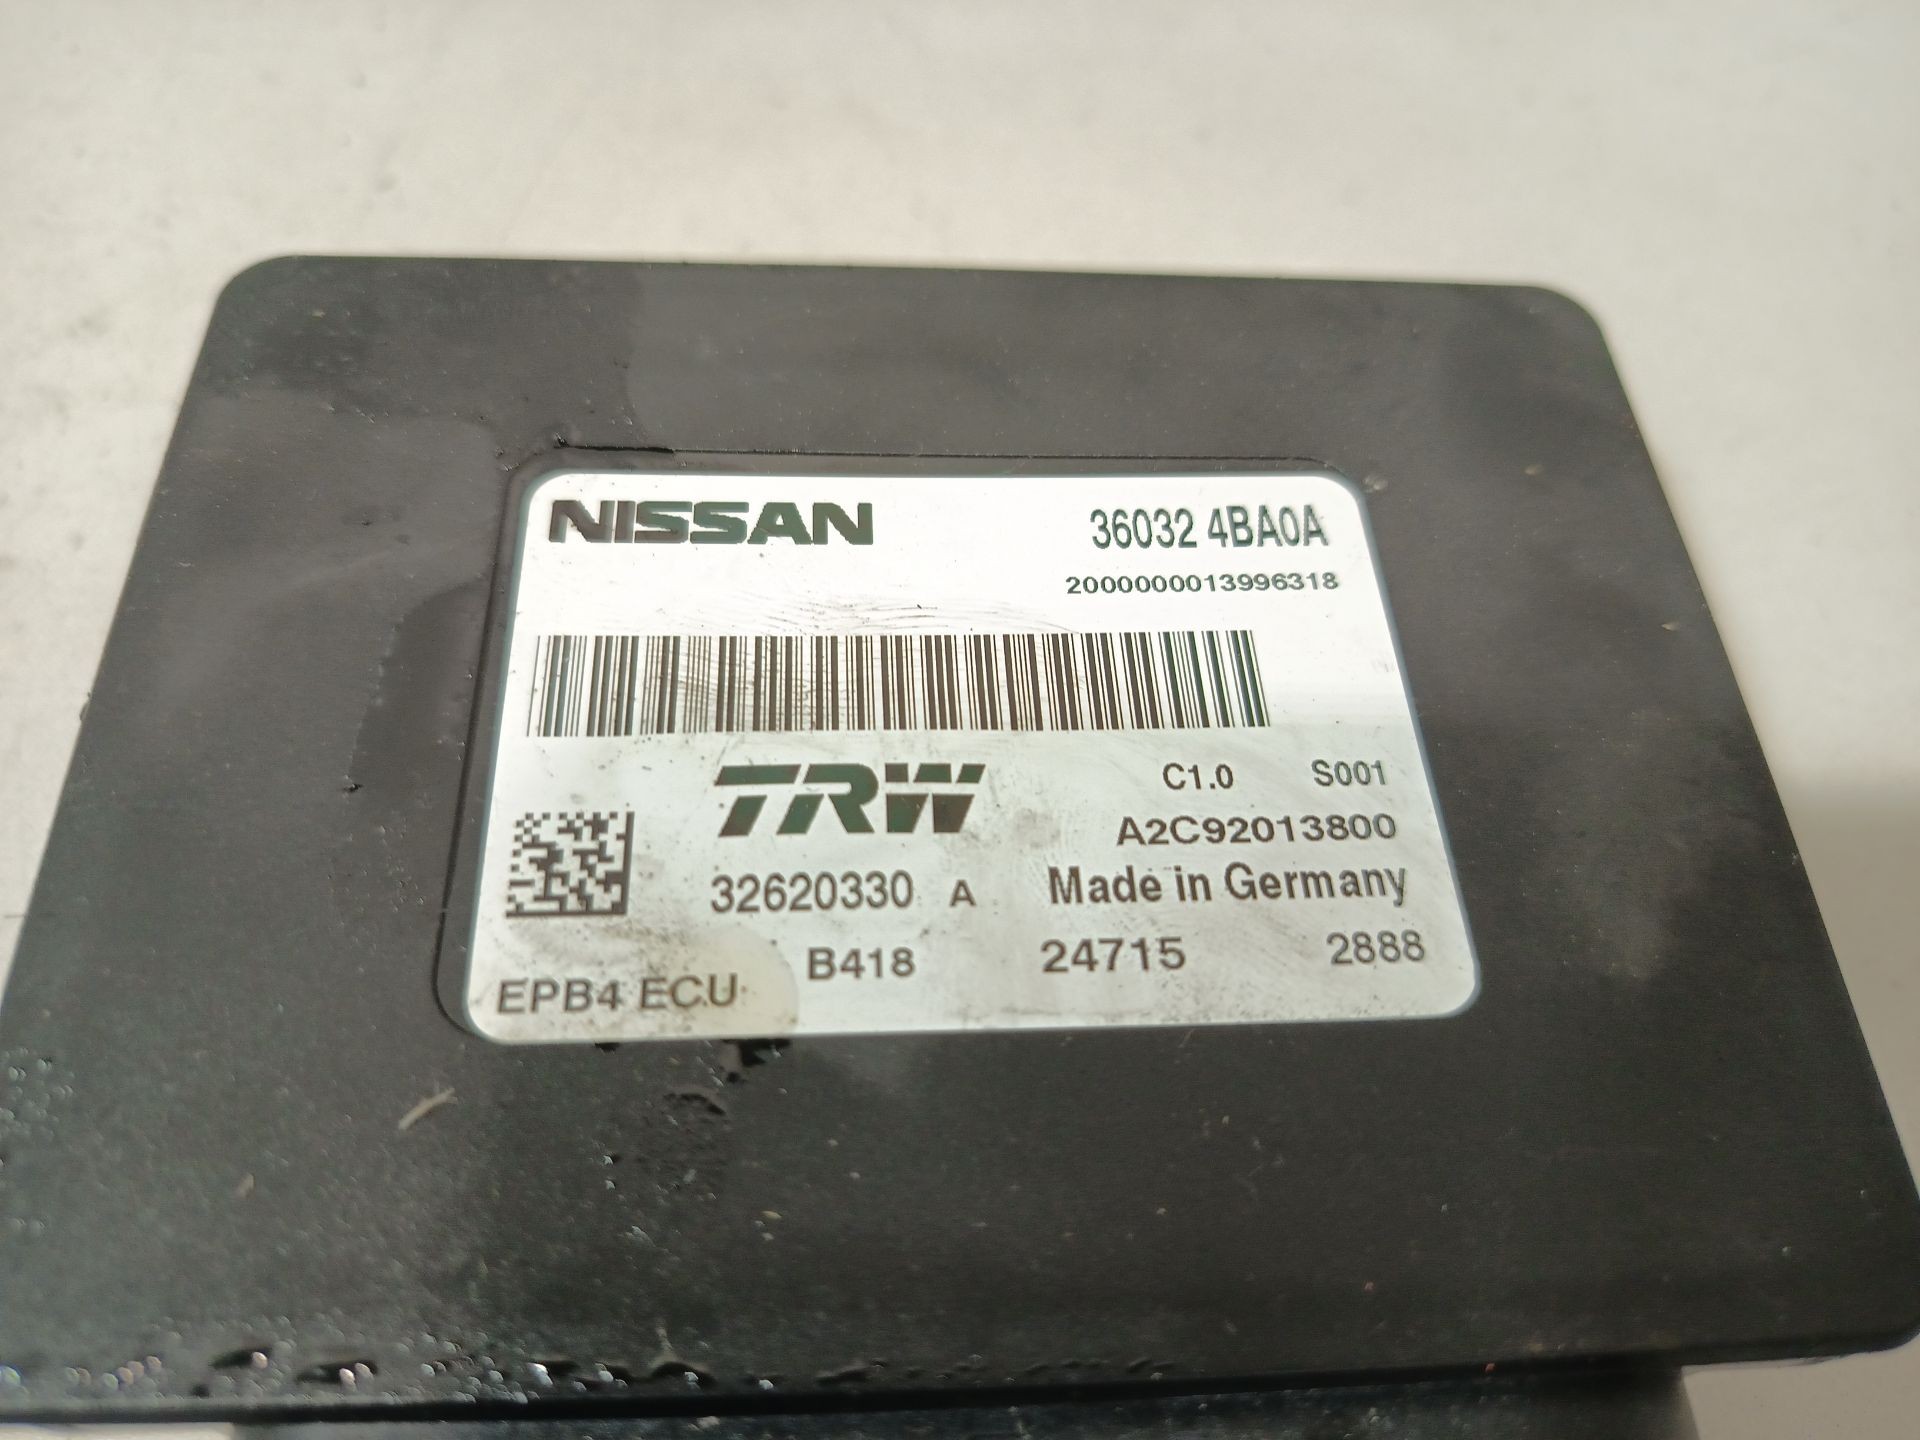 NISSAN 36032 4BA0A
2000000013996318
TRW C1.0 S001
A2C92013800
32620330 A Made in Germany
B418 24715 2888
EPB4 ECU